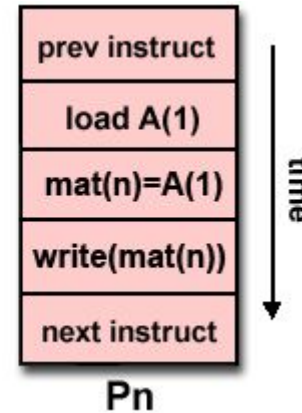 prev instruct
load A(1)
mat(n)=A(1)
write(mat(n))
next instruct
Pn
time